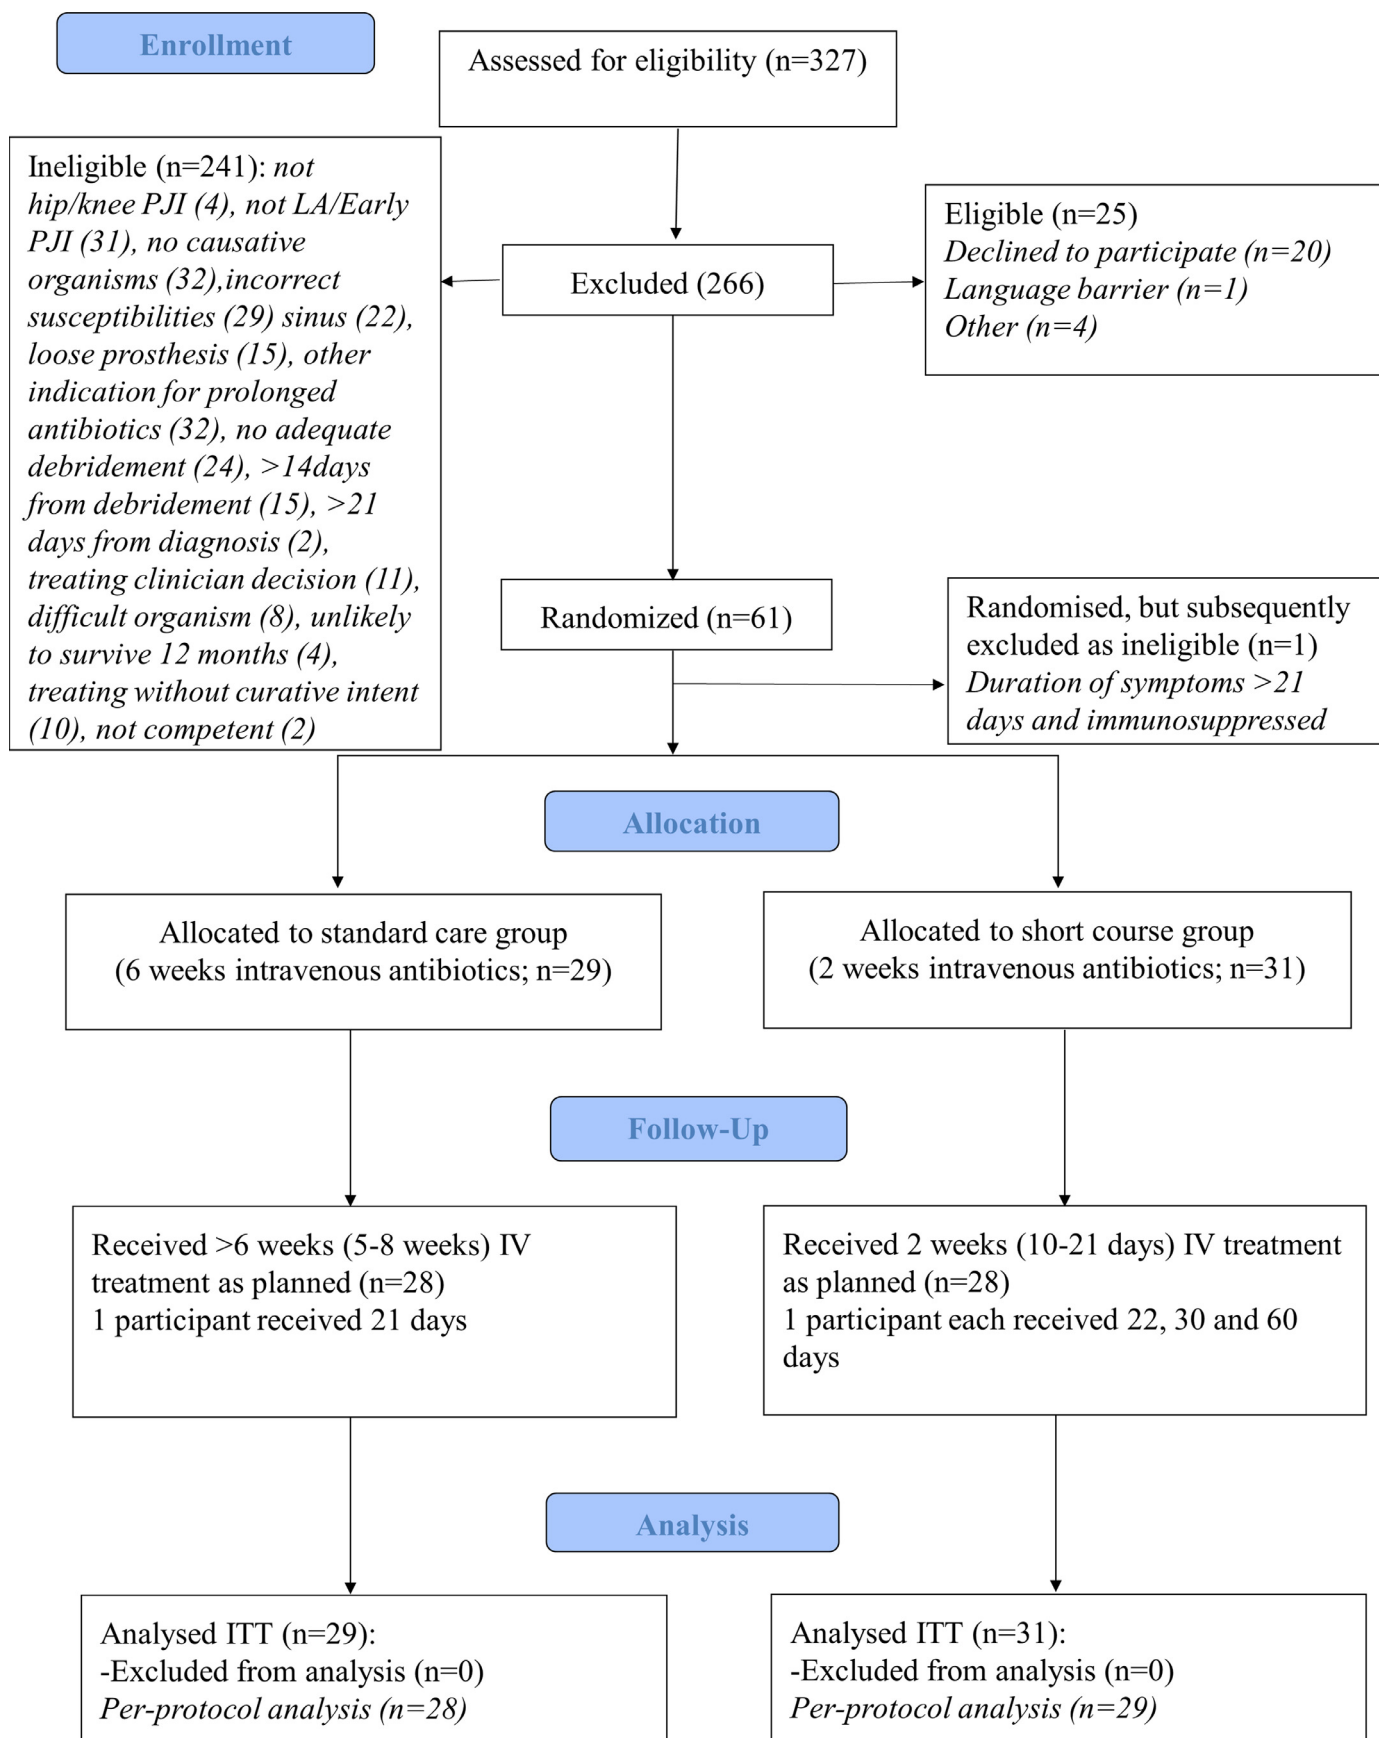 Enrollment
Assessed for eligibility (n=327)
Ineligible (n=241): not
hip/knee PJI (4), not LA/Early
PJI (31), no causative
organisms (32),incorrect
susceptibilities (29) sinus (22),
loose prosthesis (15), other
indication for prolonged
antibiotics (32), no adequate
debridement (24), >14days
from debridement (15), >21
days from diagnosis (2),
treating clinician decision (11),
difficult organism (8), unlikely
to survive 12 months (4),
treating without curative intent
(10), not competent (2)
Excluded (266)
Eligible (n=25)
Declined to participate (n=20)
Language barrier (n=1)
Other (n=4)
Randomized (n=61)
Randomised, but subsequently
excluded as ineligible (n=1)
Duration of symptoms >21
days and immunosuppressed
Allocation
Allocated to standard care group
(6 weeks intravenous antibiotics; n=29)
Allocated to short course group
(2 weeks intravenous antibiotics; n=31)
Follow-Up
Received >6 weeks (5-8 weeks) IV
treatment as planned (n=28)
1 participant received 21 days
Received 2 weeks (10-21 days) IV treatment
as planned (n=28)
1 participant each received 22, 30 and 60
days
Analysis
Analysed ITT (n=29):
-Excluded from analysis (n=0)
Per-protocol analysis (n=28)
Analysed ITT (n=31):
-Excluded from analysis (n=0)
Per-protocol analysis (n=29)